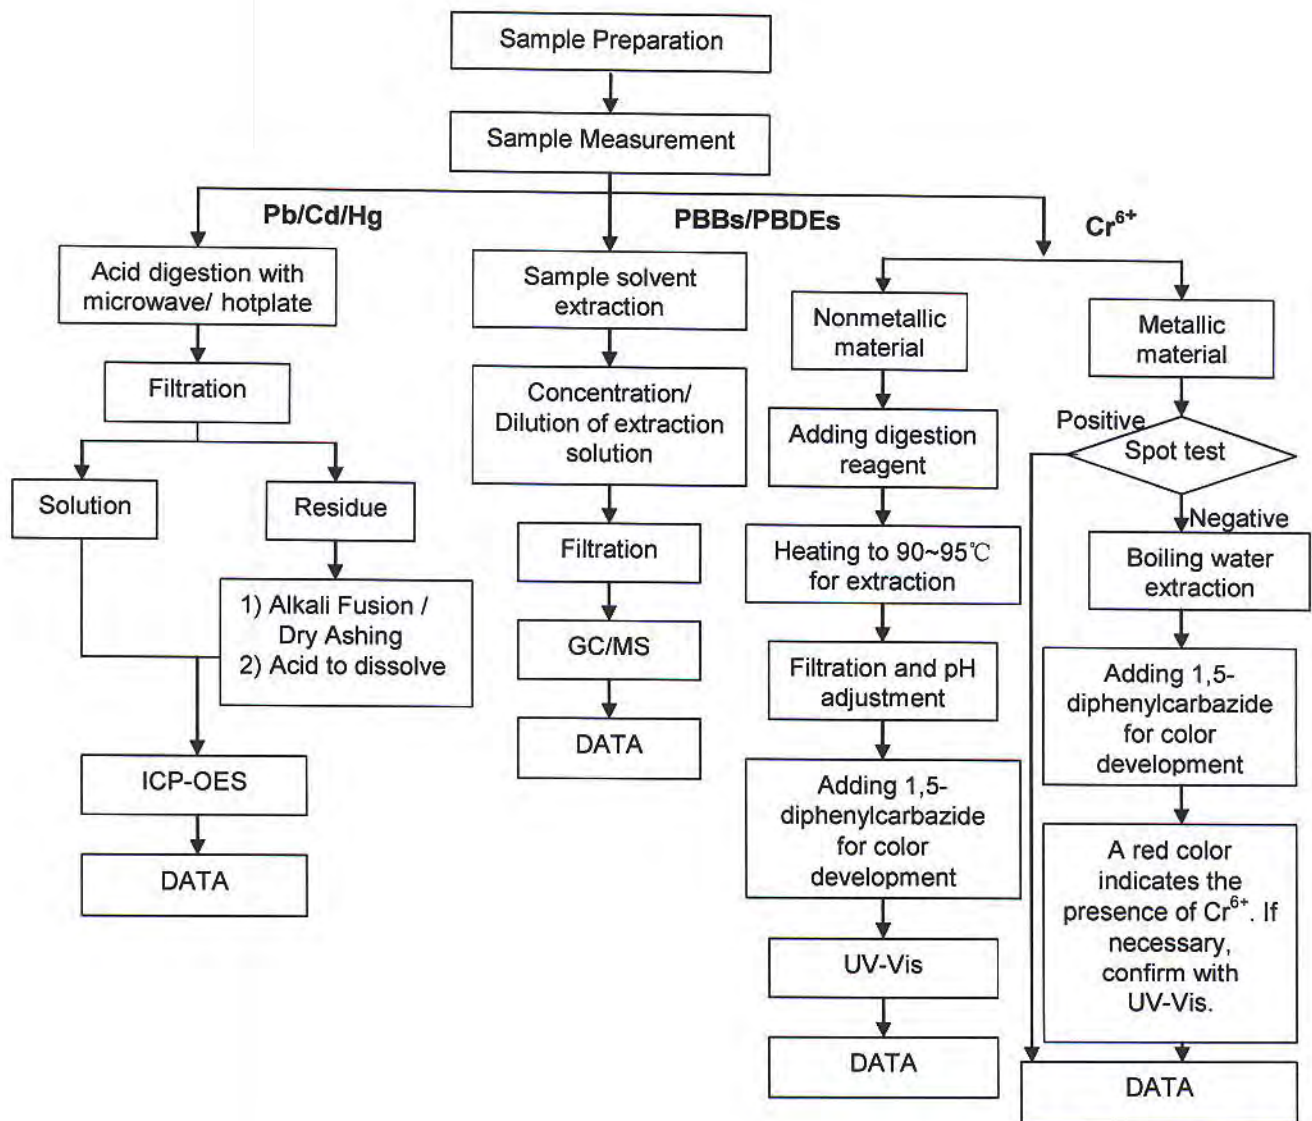 Sample Preparation
Sample Measurement
Pb/Cd/Hg
Acid digestion with
microwave/ hotplate
Filtration
Solution
Residue
1) Alkali Fusion /
Dry Ashing
2) Acid to dissolve
ICP-OES
DATA
PBBs/PBDEs
Sample solvent
extraction
Concentration/
Dilution of extraction
solution
Filtration
GC/MS
DATA
Cr⁶⁺
Nonmetallic
material
Adding digestion
reagent
Heating to 90~95℃
for extraction
Filtration and pH
adjustment
Adding 1,5-
diphenylcarbazide
for color
development
UV-Vis
DATA
Metallic
material
Positive
Spot test
Negative
Boiling water
extraction
Adding 1,5-
diphenylcarbazide
for color
development
A red color
indicates the
presence of Cr⁶⁺. If
necessary,
confirm with
UV-Vis.
DATA